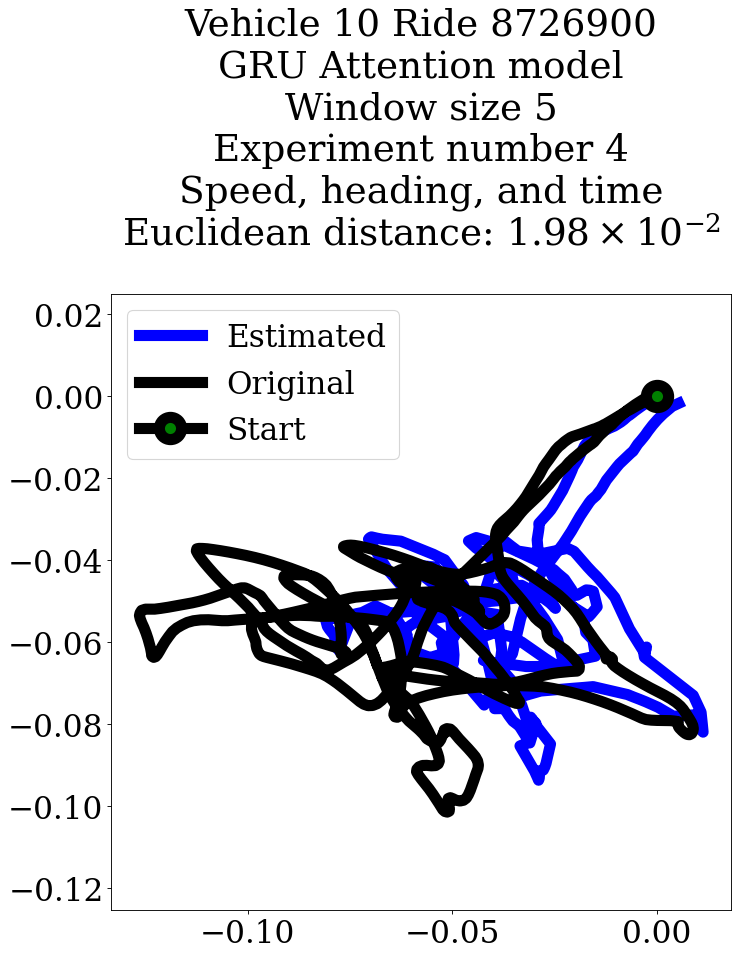 Vehicle 10 Ride 8726900
GRU Attention model
Window size 5
Experiment number 4
Speed, heading, and time
Euclidean distance: 1.98 × 10⁻²
Estimated
Original
Start
0.02
0.00
−0.02
−0.04
−0.06
−0.08
−0.10
−0.12
−0.10
−0.05
0.00